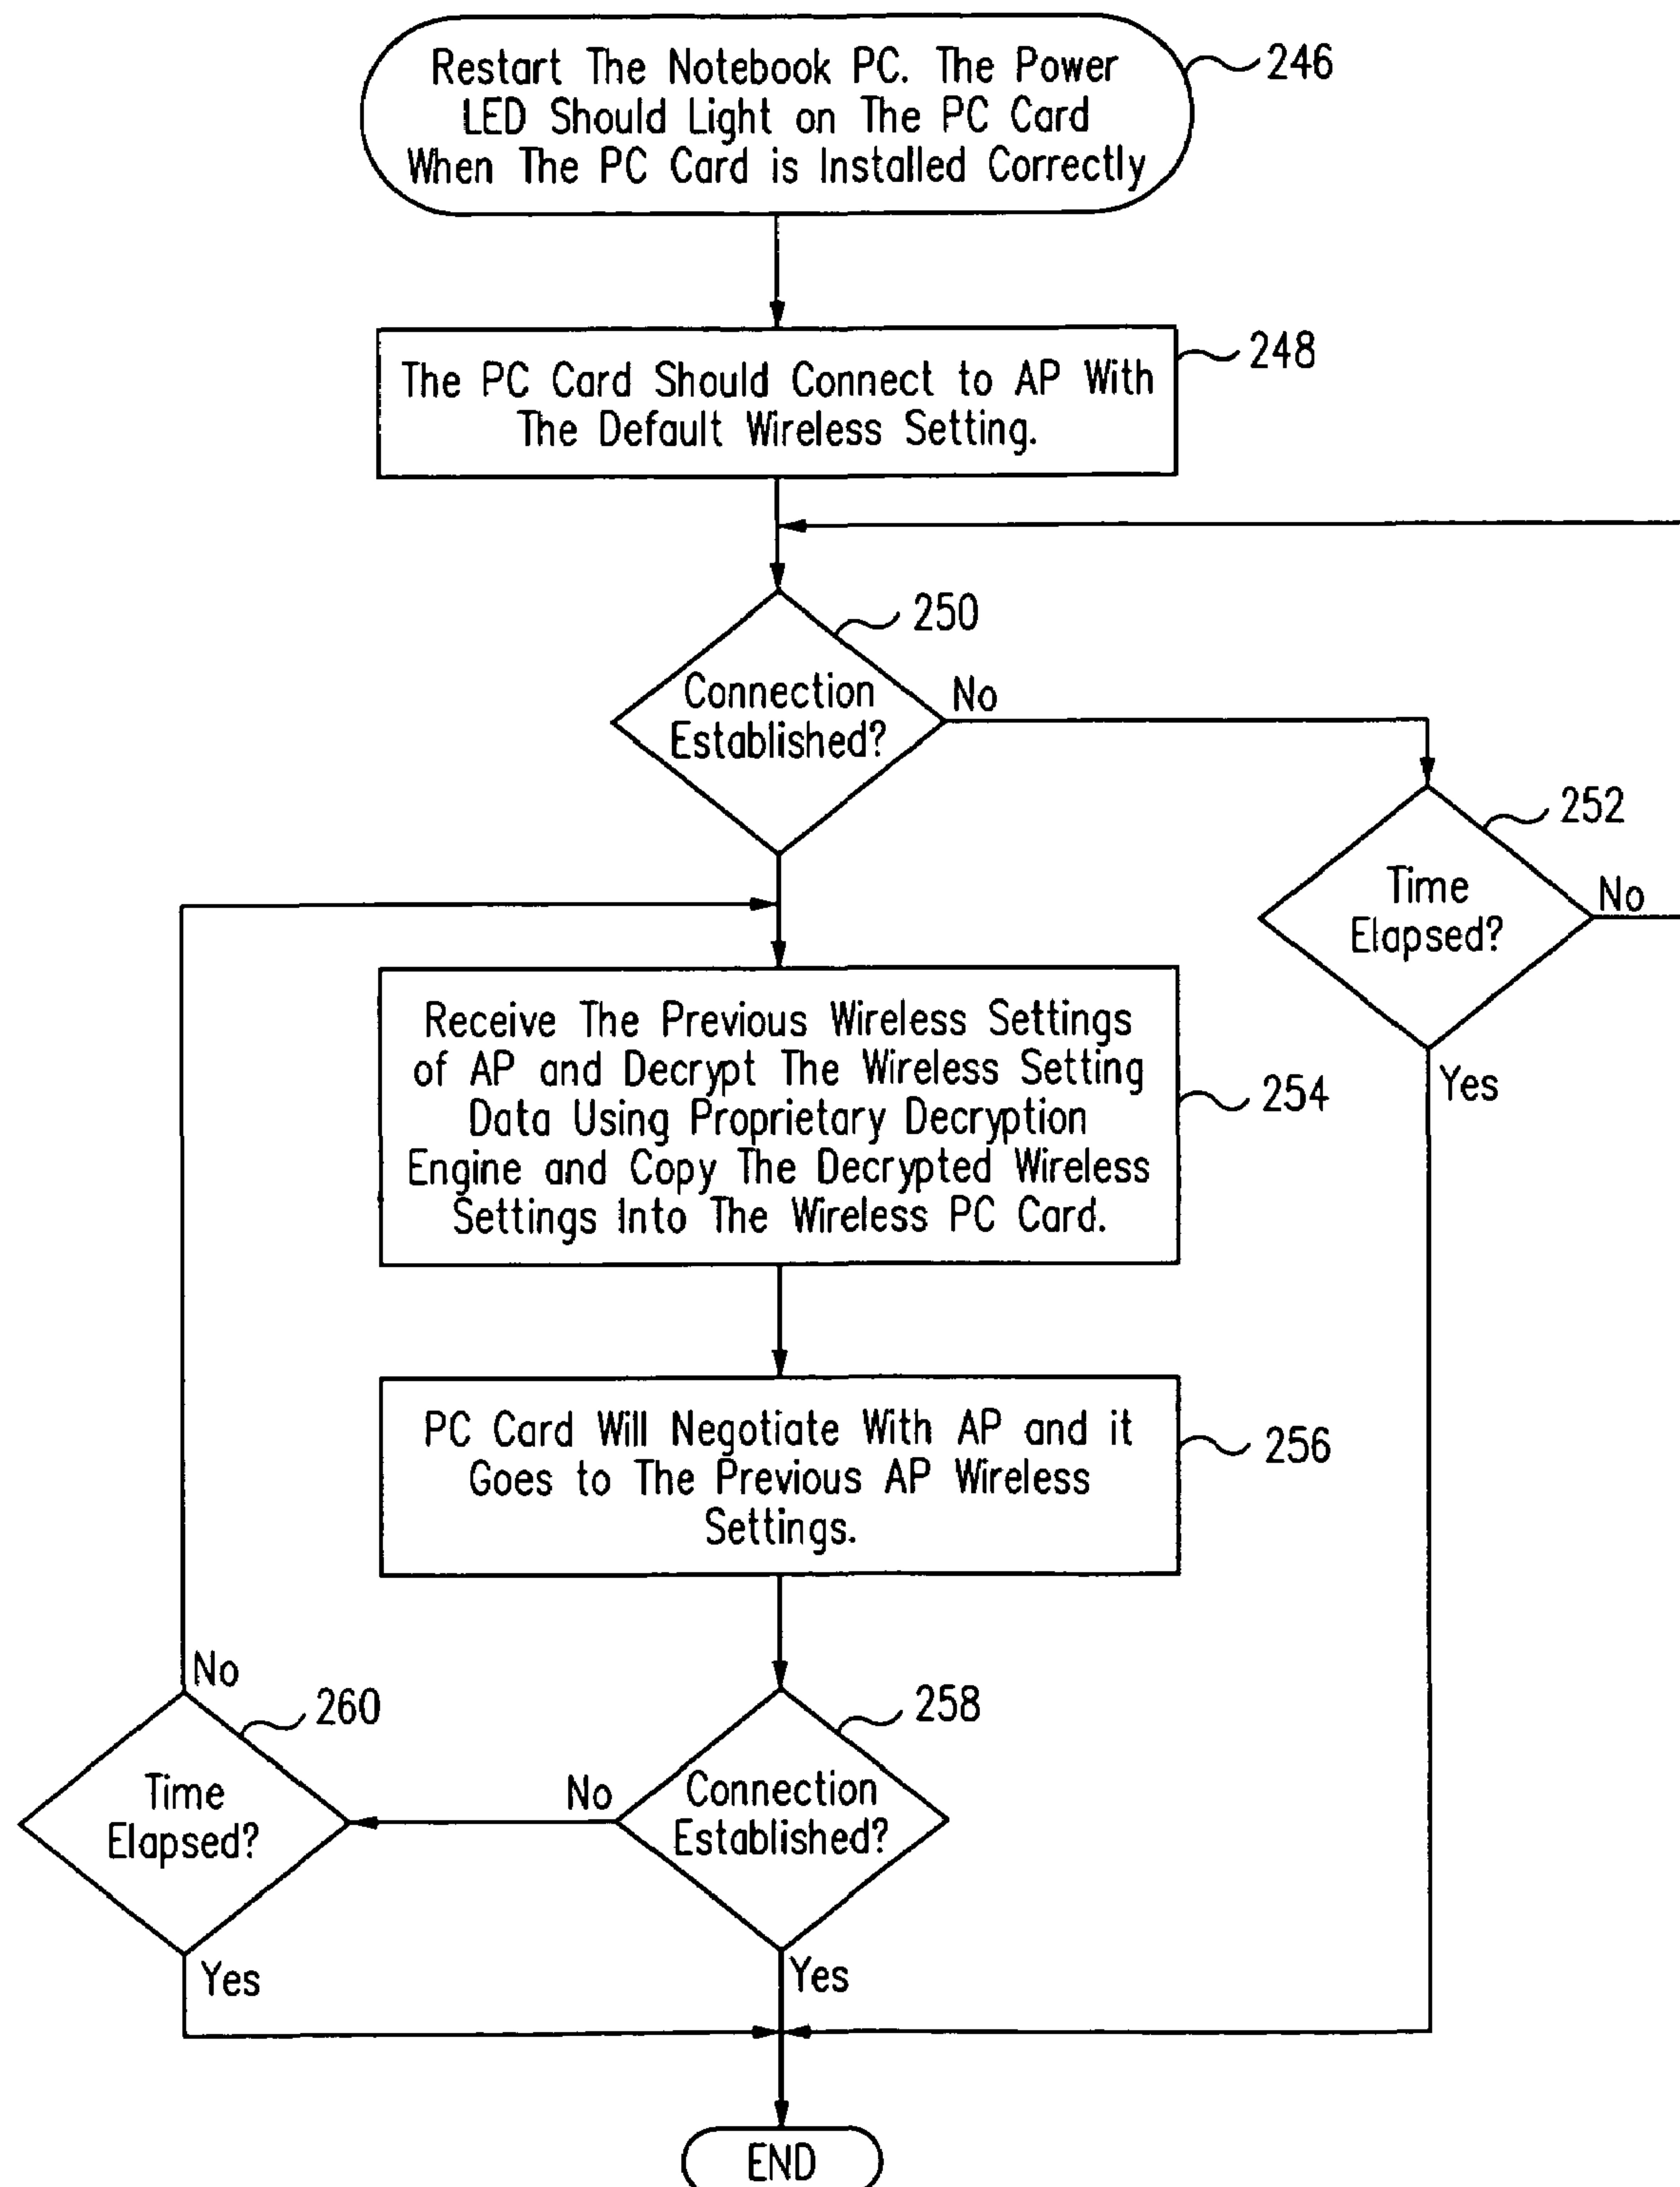 Restart The Notebook PC. The Power
LED Should Light on The PC Card
When The PC Card is Installed Correctly
246
The PC Card Should Connect to AP With
The Default Wireless Setting.
248
250
Connection
Established?
No
252
Time
Elapsed?
No
Yes
Receive The Previous Wireless Settings
of AP and Decrypt The Wireless Setting
Data Using Proprietary Decryption
Engine and Copy The Decrypted Wireless
Settings Into The Wireless PC Card.
254
PC Card Will Negotiate With AP and it
Goes to The Previous AP Wireless
Settings.
256
258
Connection
Established?
No
Yes
260
Time
Elapsed?
No
Yes
END